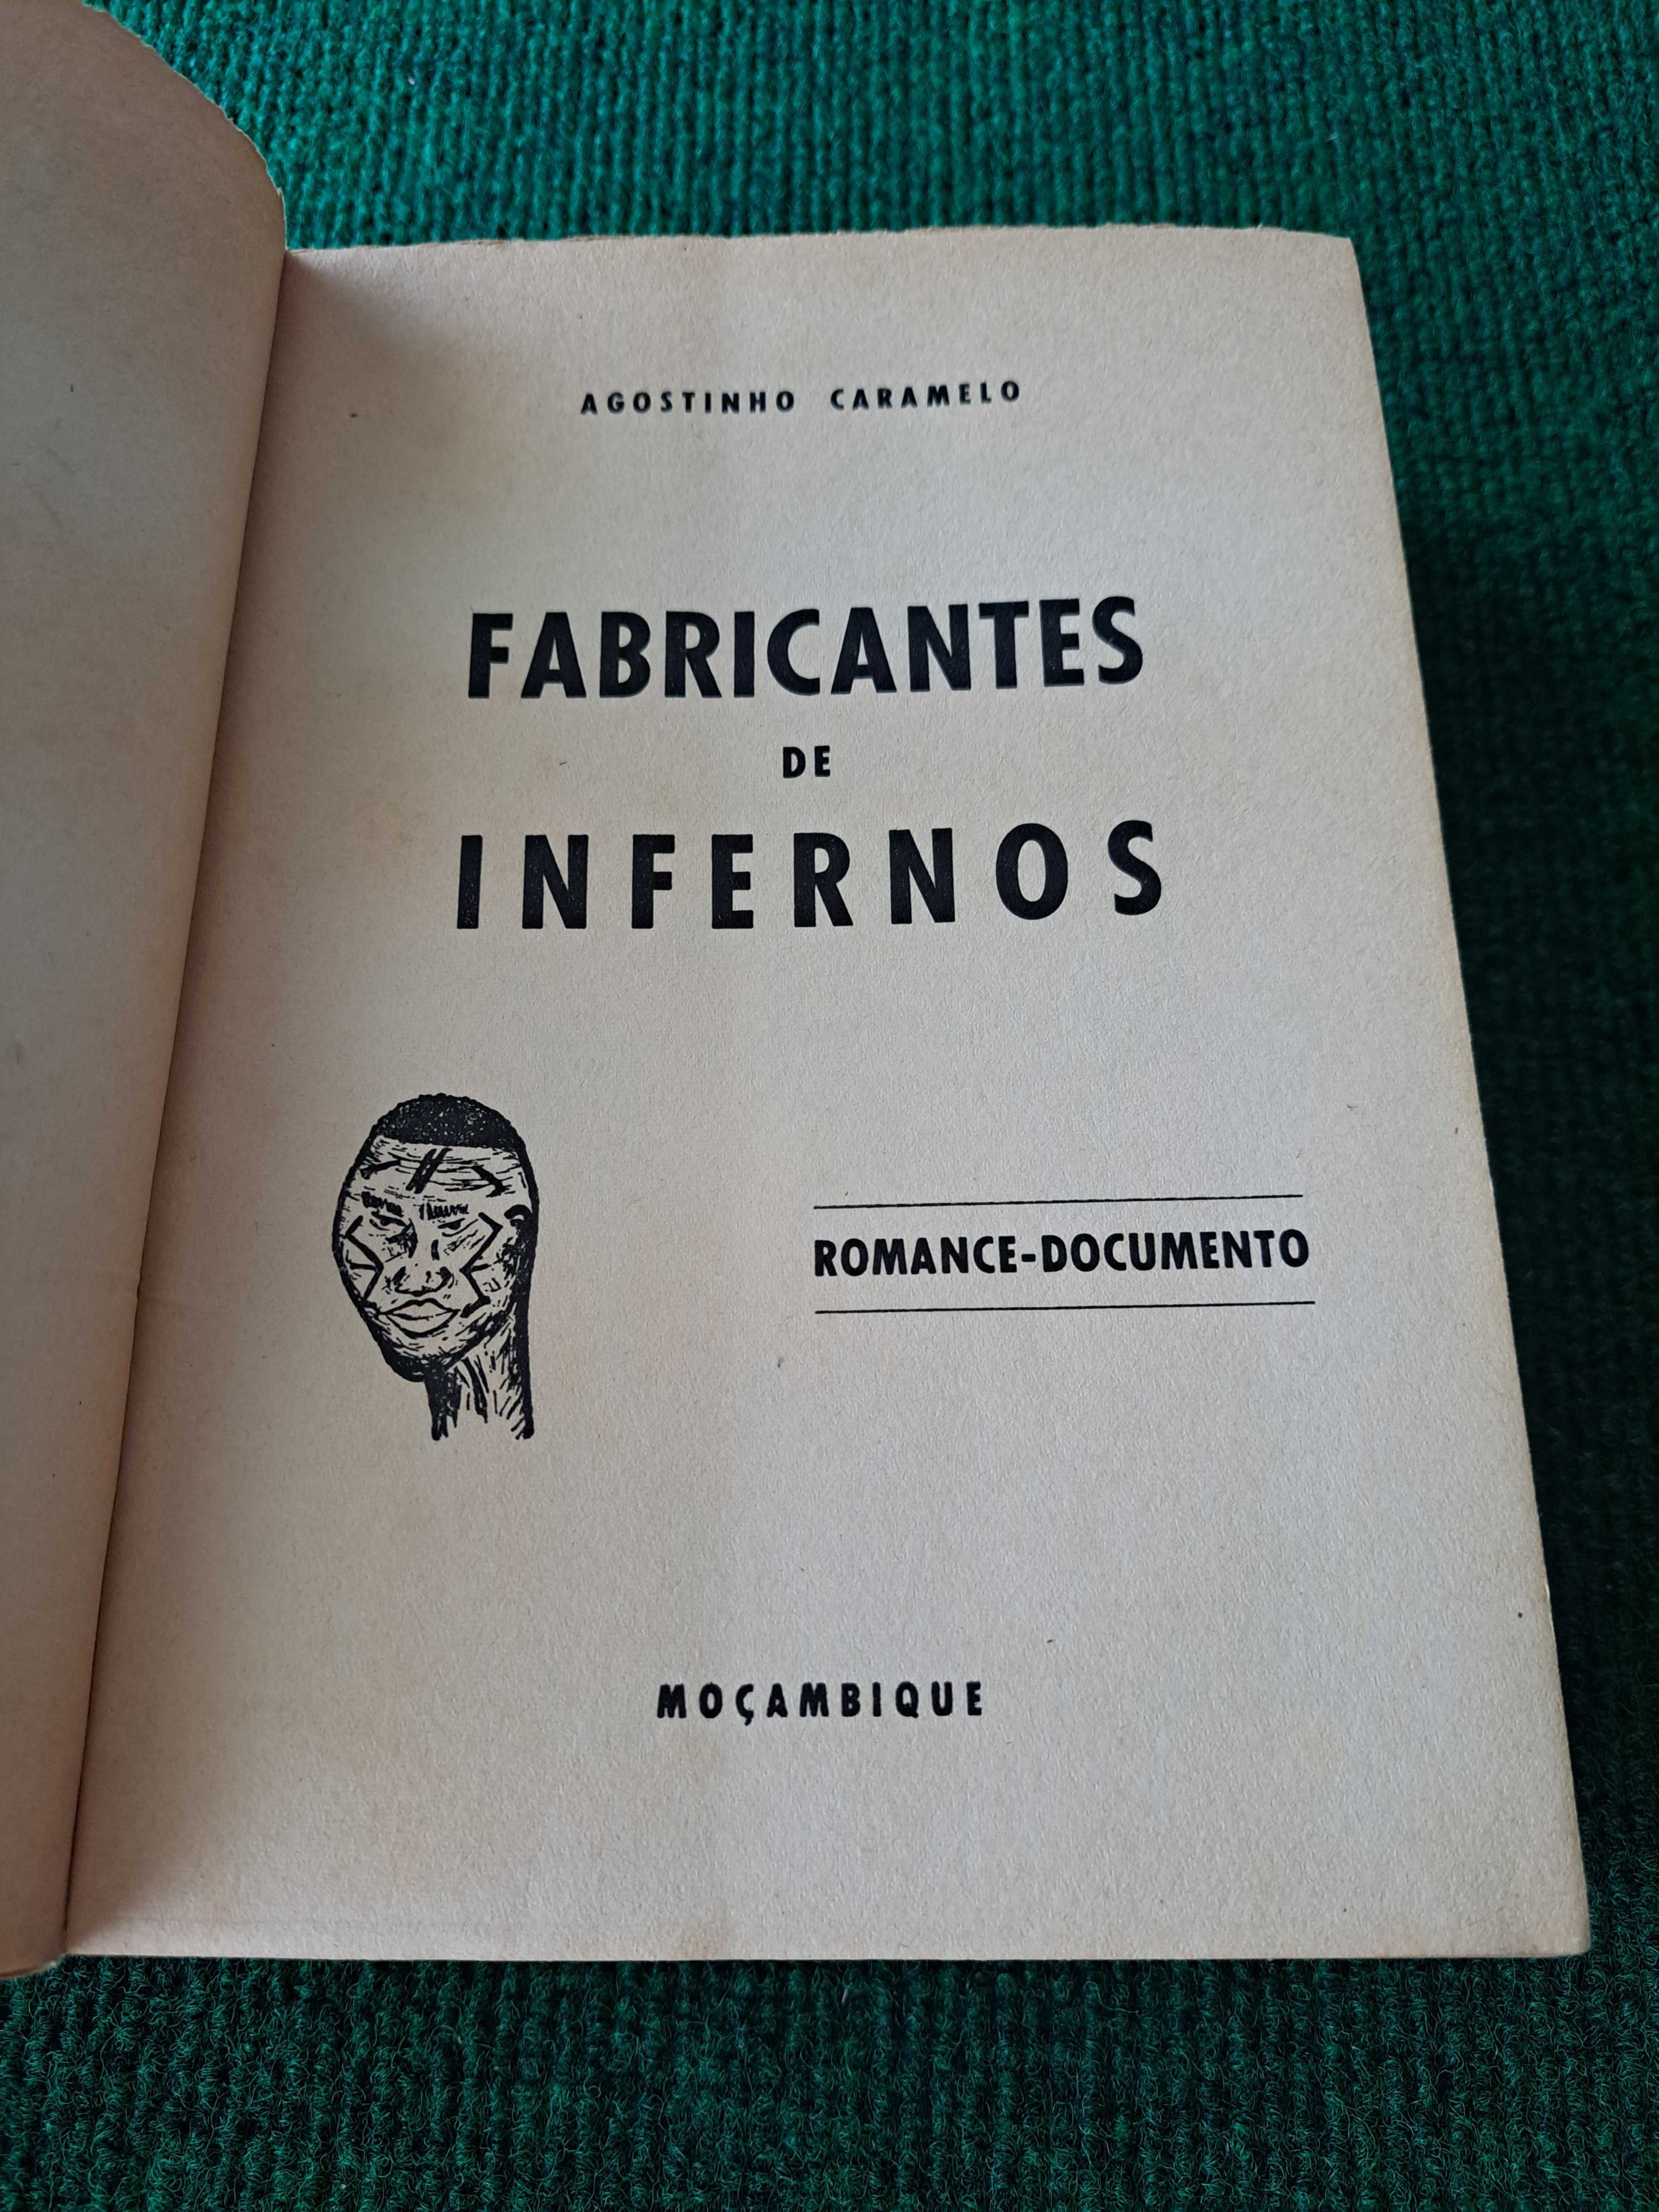 AGOSTINHO CARAMELO
FABRICANTES
DE
INFERNOS
ROMANCE-DOCUMENTO
MOÇAMBIQUE